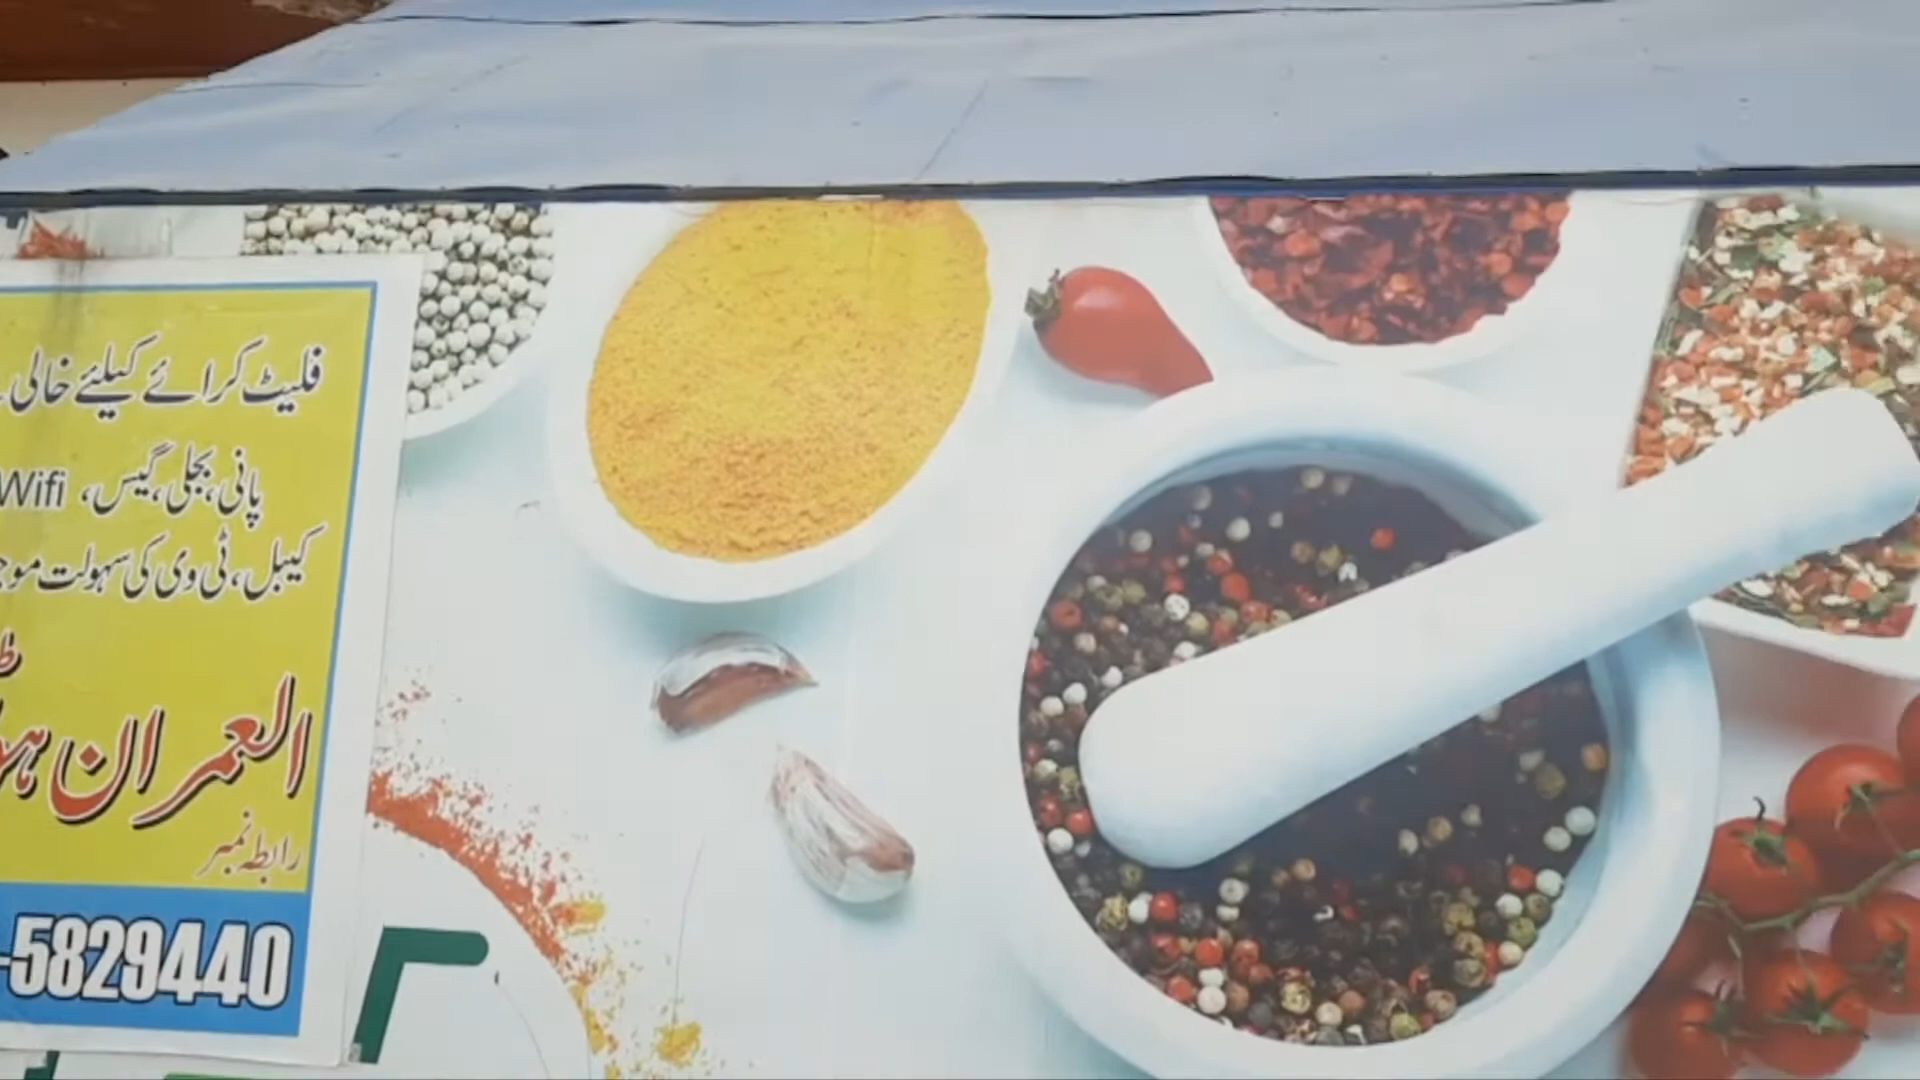 فلیٹ کرائے کیلئے خالی
پانی، بجلی، گیس، Wifi
کیبل، ٹی وی کی سہولت
العمران
رابطہ نمبر
5829440